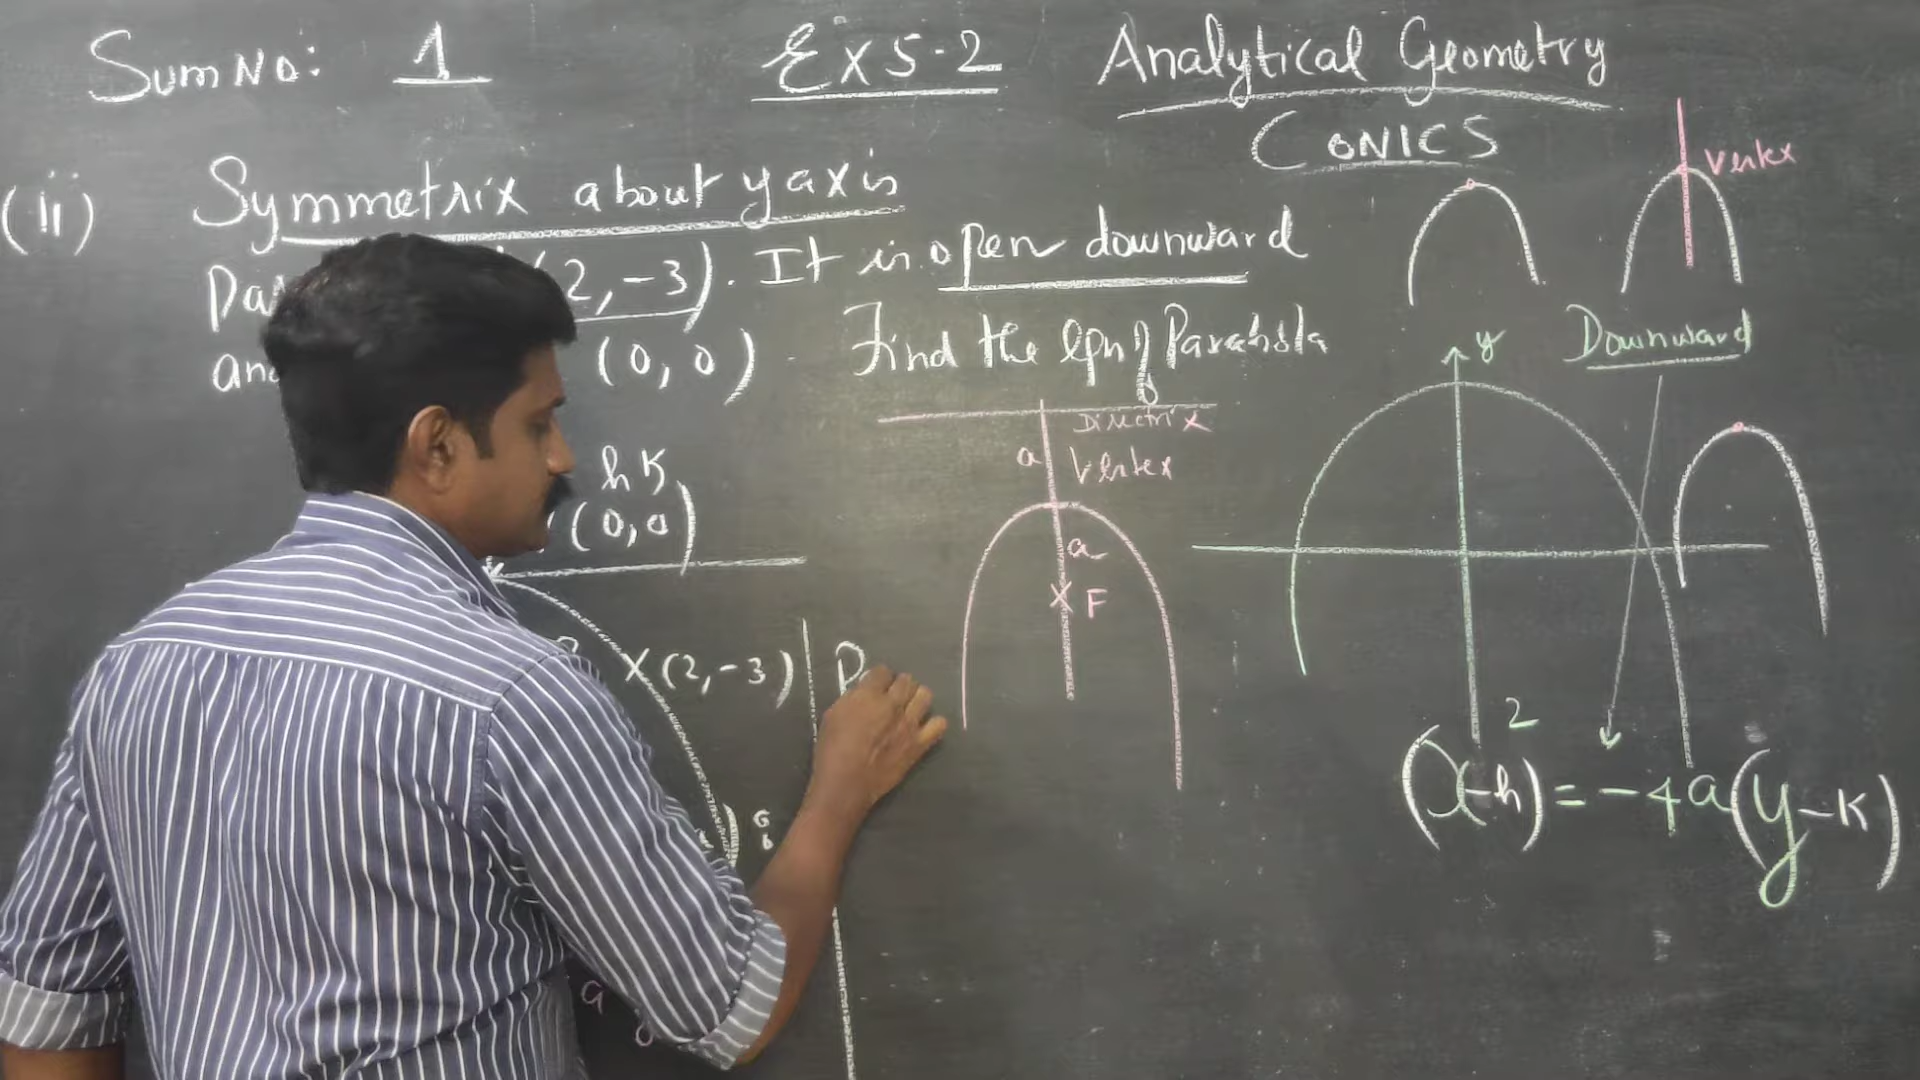 Sum No: 1
Ex 5.2
Analytical Geometry
CONICS
Vertex
(ii) Symmetrix about y axis
2, -3). It is open downward
(0, 0). Find the Eqn of Parabola
Downward
y
Directrix
a Vertex
h K
(0, 0)
a
F
X (2, -3)
(x-h)² = -4a(y-K)
a